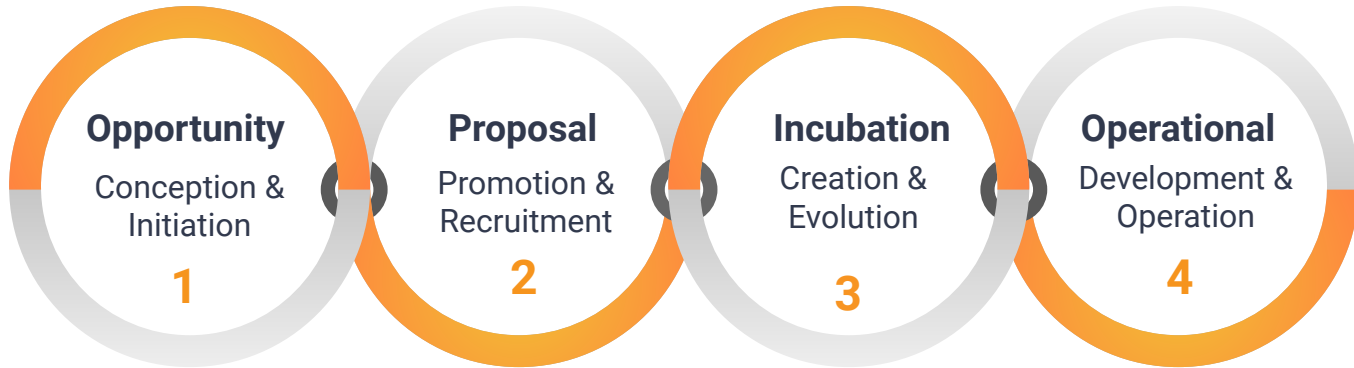 Opportunity
Conception &
Initiation
1
Proposal
Promotion &
Recruitment
2
Incubation
Creation &
Evolution
3
Operational
Development &
Operation
4